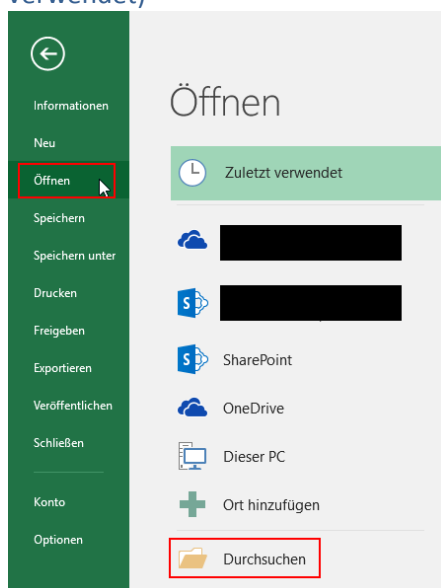 verwendet)
Öffnen
Informationen
Neu
Öffnen
Speichern
Speichern unter
Drucken
Freigeben
Exportieren
Veröffentlichen
Schließen
Konto
Optionen
Zuletzt verwendet
SharePoint
OneDrive
Dieser PC
Ort hinzufügen
Durchsuchen